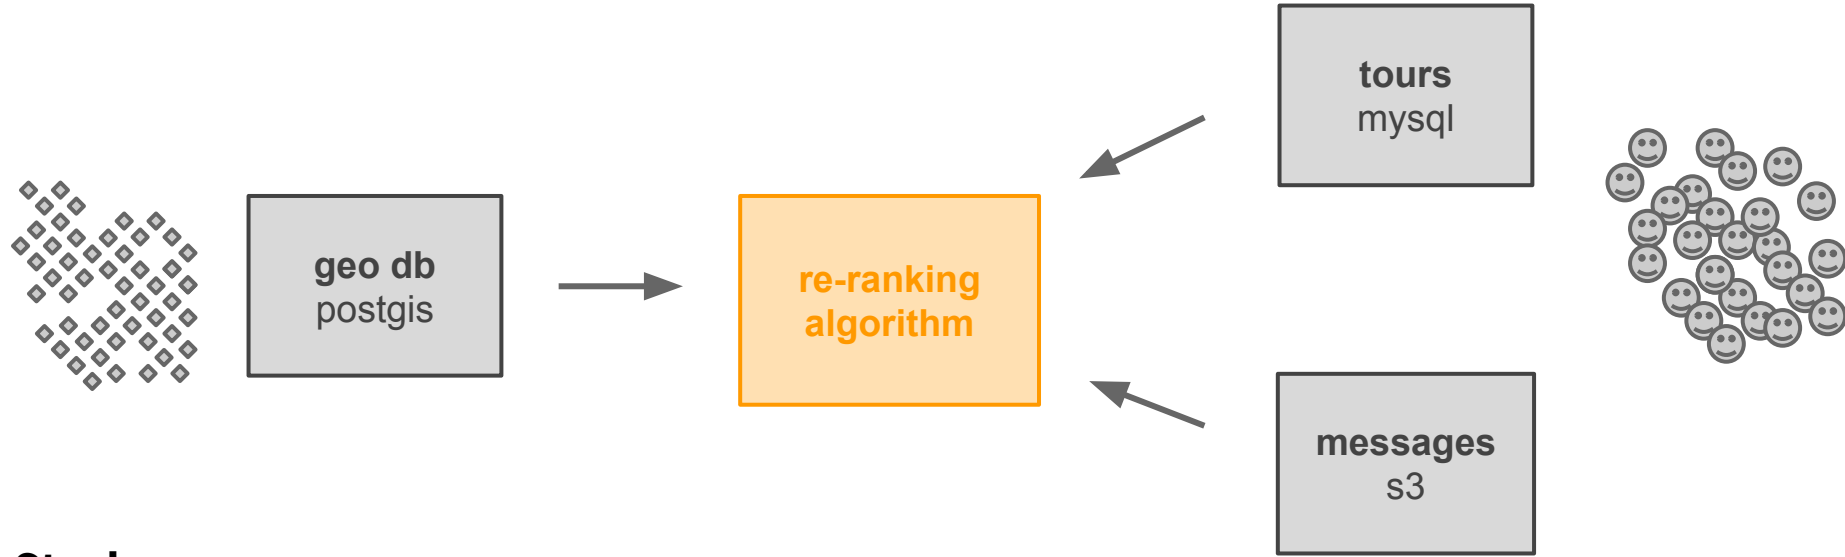 tours
mysql
geo db
postgis
re-ranking
algorithm
messages
s3